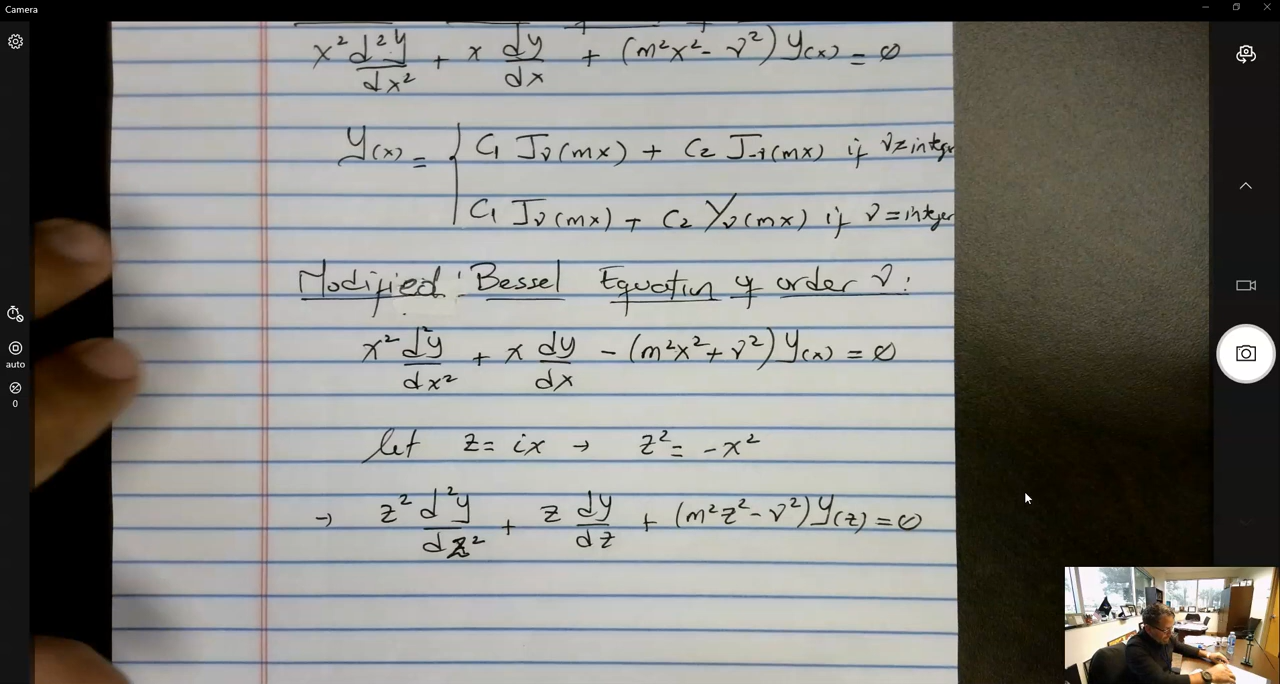 Camera
x² d²y/dx² + x dy/dx + (m²x² - ν²) y(x) = 0
y(x) = { C₁ Jν(mx) + C₂ J-ν(mx) if ν≠integr
C₁ Jν(mx) + C₂ Yν(mx) if ν = integer
Modified Bessel Equation of order ν:
x² d²y/dx² + x dy/dx - (m²x² + ν²) y(x) = 0
let z = ix → z² = -x²
→ z² d²y/dz² + z dy/dz + (m²z² - ν²) y(z) = 0
auto
0